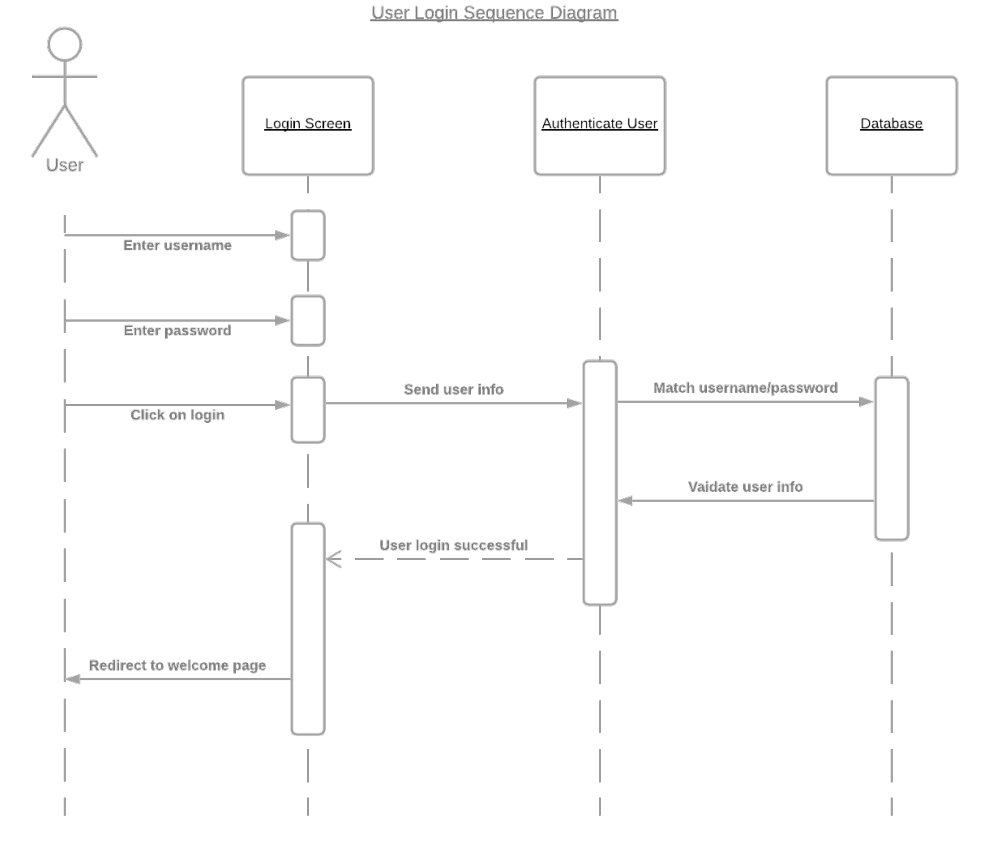 User Login Sequence Diagram
Login Screen
Authenticate User
Database
User
Enter username
Enter password
Send user info
Match username/password
Click on login
Vaidate user info
User login successful
Redirect to welcome page